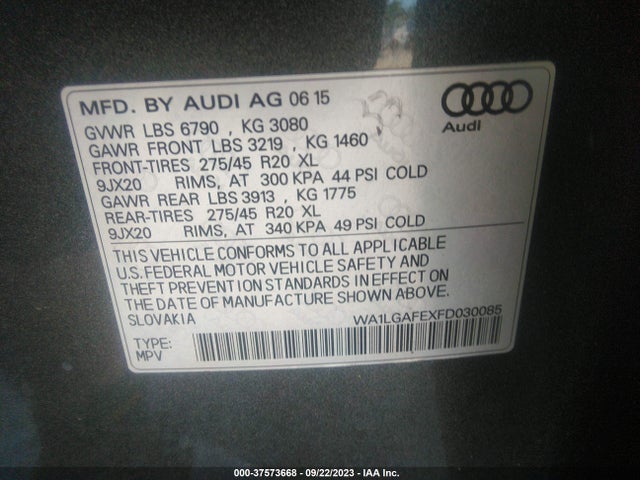 MFD. BY AUDI AG 06 15
GVWR LBS 6790 , KG 3080
GAWR FRONT LBS 3219 , KG 1460
FRONT-TIRES 275/45 R20 XL
9JX20 RIMS, AT 300 KPA 44 PSI COLD
GAWR REAR LBS 3913 , KG 1775
REAR-TIRES 275/45 R20 XL
9JX20 RIMS, AT 340 KPA 49 PSI COLD
THIS VEHICLE CONFORMS TO ALL APPLICABLE
U.S. FEDERAL MOTOR VEHICLE SAFETY AND
THEFT PREVENTION STANDARDS IN EFFECT ON
THE DATE OF MANUFACTURE SHOWN ABOVE.
SLOVAKIA
WA1LGAFEXFD030085
TYPE:
MPV
Audi
000-37573668 - 09/22/2023 - IAA Inc.